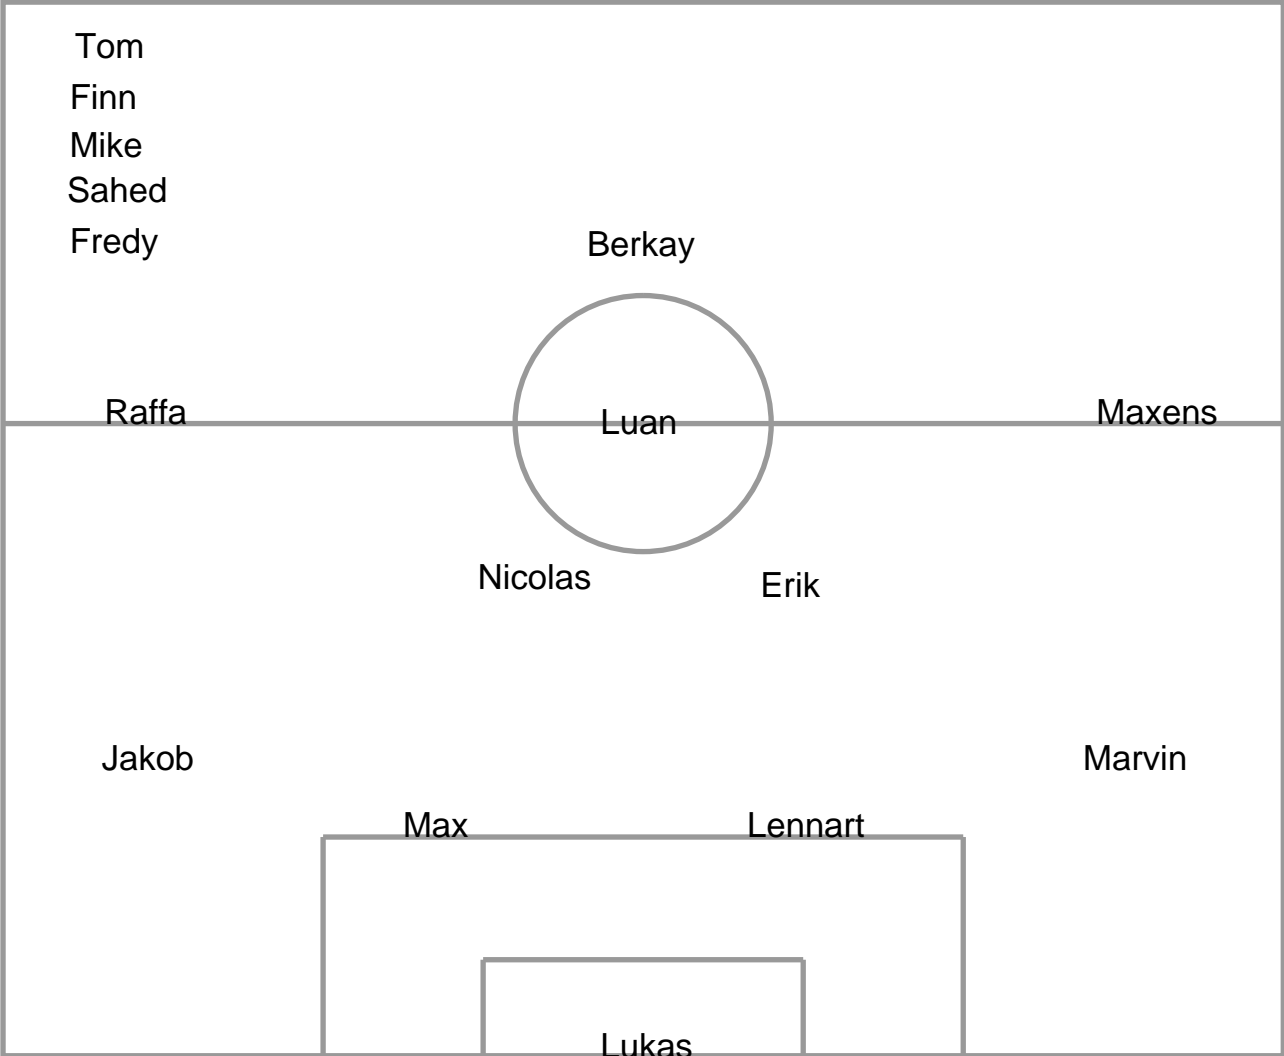 Tom
Finn
Mike
Sahed
Fredy
Berkay
Raffa
Luan
Maxens
Nicolas
Erik
Jakob
Marvin
Max
Lennart
Lukas